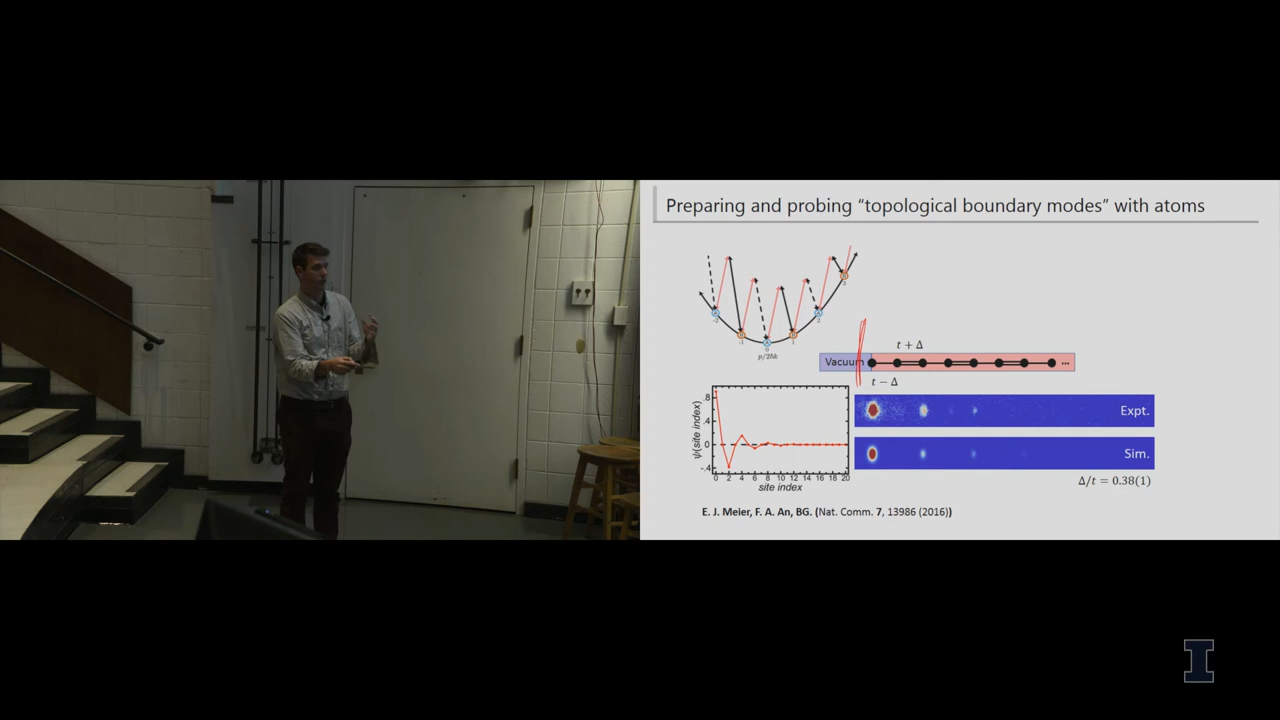 Preparing and probing “topological boundary modes” with atoms
p/2ħk
t + Δ
Vacuum
...
t − Δ
ψ(site index)
.8
.4
0
-.4
0 2 4 6 8 10 12 14 16 18 20
site index
Expt.
Sim.
Δ/t = 0.38(1)
E. J. Meier, F. A. An, BG. (Nat. Comm. 7, 13986 (2016))
I